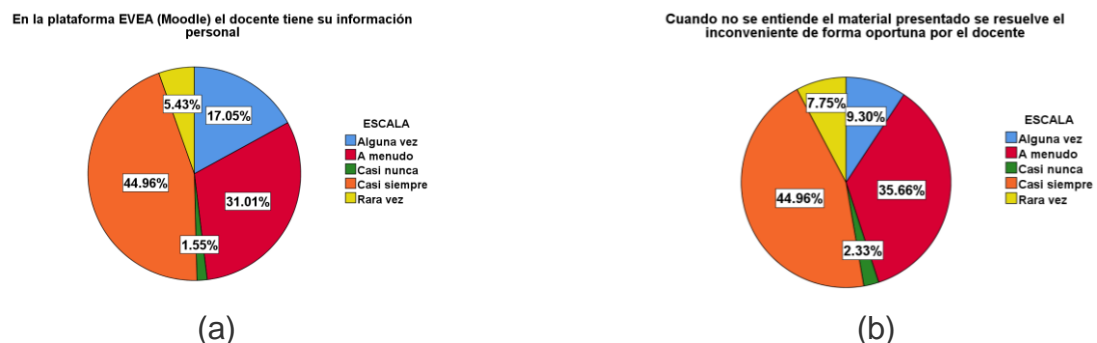 En la plataforma EVEA (Moodle) el docente tiene su información
personal
5.43%
17.05%
44.96%
31.01%
1.55%
ESCALA
Alguna vez
A menudo
Casi nunca
Casi siempre
Rara vez
(a)
Cuando no se entiende el material presentado se resuelve el
inconveniente de forma oportuna por el docente
7.75%
9.30%
44.96%
35.66%
2.33%
ESCALA
Alguna vez
A menudo
Casi nunca
Casi siempre
Rara vez
(b)